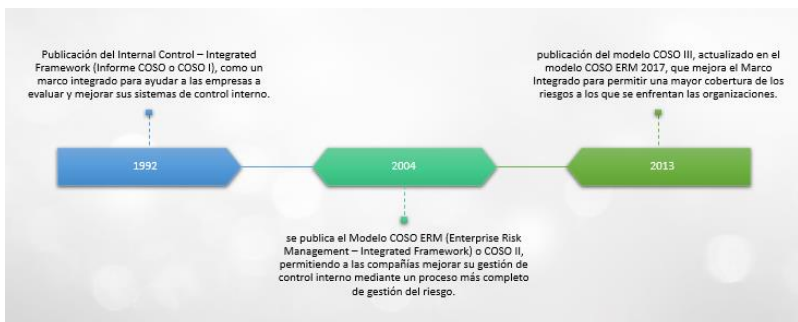 Publicación del Internal Control – Integrated
Framework (Informe COSO o COSO I), como un
marco integrado para ayudar a las empresas a
evaluar y mejorar sus sistemas de control interno.
publicación del modelo COSO III, actualizado en el
modelo COSO ERM 2017, que mejora el Marco
Integrado para permitir una mayor cobertura de los
riesgos a los que se enfrentan las organizaciones.
1992
2004
2013
se publica el Modelo COSO ERM (Enterprise Risk
Management – Integrated Framework) o COSO II,
permitiendo a las compañías mejorar su gestión de
control interno mediante un proceso más completo
de gestión del riesgo.